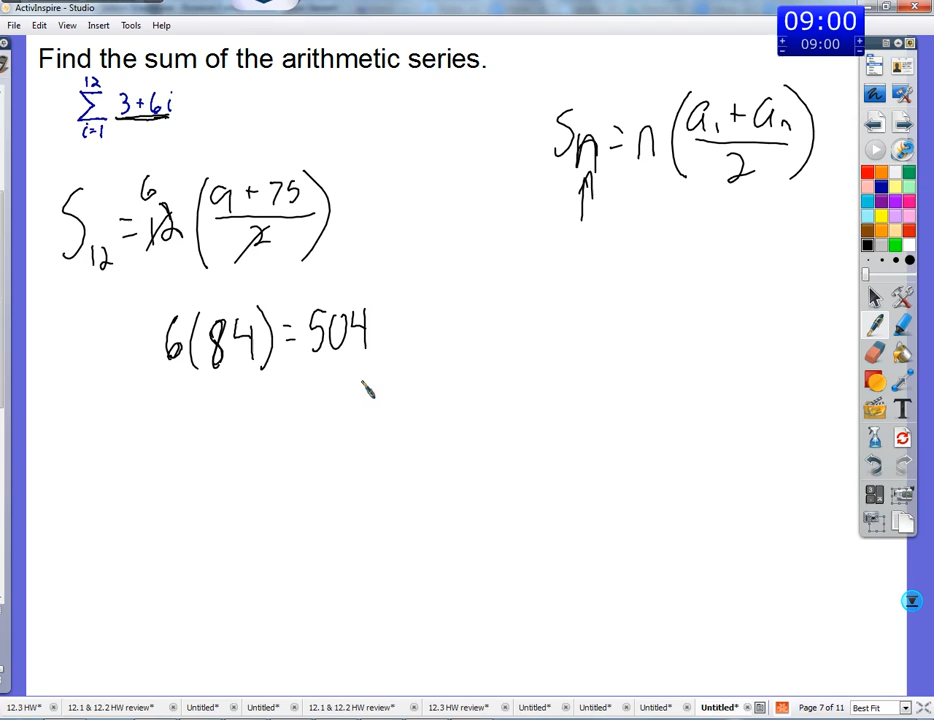 ActivInspire - Studio
File Edit View Insert Tools Help
09:00
09:00
Find the sum of the arithmetic series.
12
∑ 3+6i
i=1
Sn = n (a1 + an / 2)
S12 = 12 (9 + 75 / 2)
6
6(84) = 504
12.3 HW* 12.1 & 12.2 HW review* Untitled* Untitled* 12.1 & 12.2 HW review* 12.3 HW review* Untitled* Untitled* Untitled* Untitled* Page 7 of 11 Best Fit